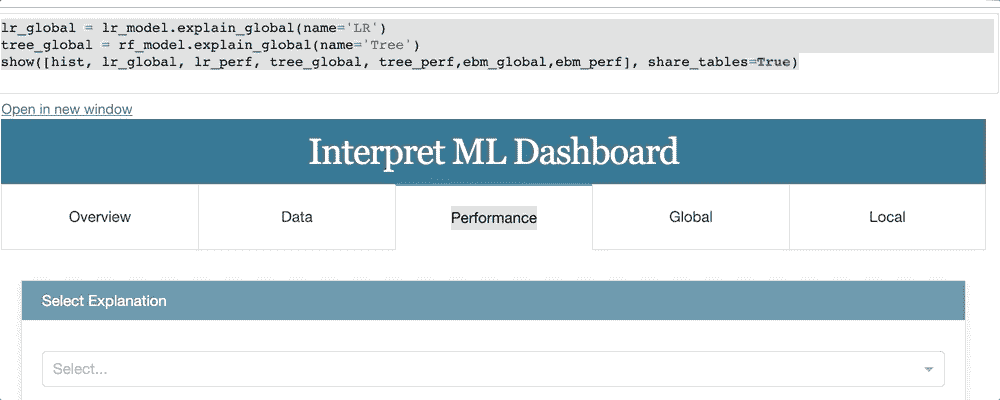 lr_global = lr_model.explain_global(name='LR')
tree_global = rf_model.explain_global(name='Tree')
show([hist, lr_global, lr_perf, tree_global, tree_perf,ebm_global,ebm_perf], share_tables=True)
Open in new window
Interpret ML Dashboard
Overview
Data
Performance
Global
Local
Select Explanation
Select...